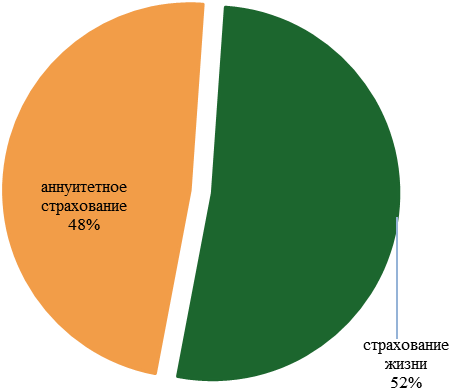 аннуитетное
страхование
48%
страхование
жизни
52%